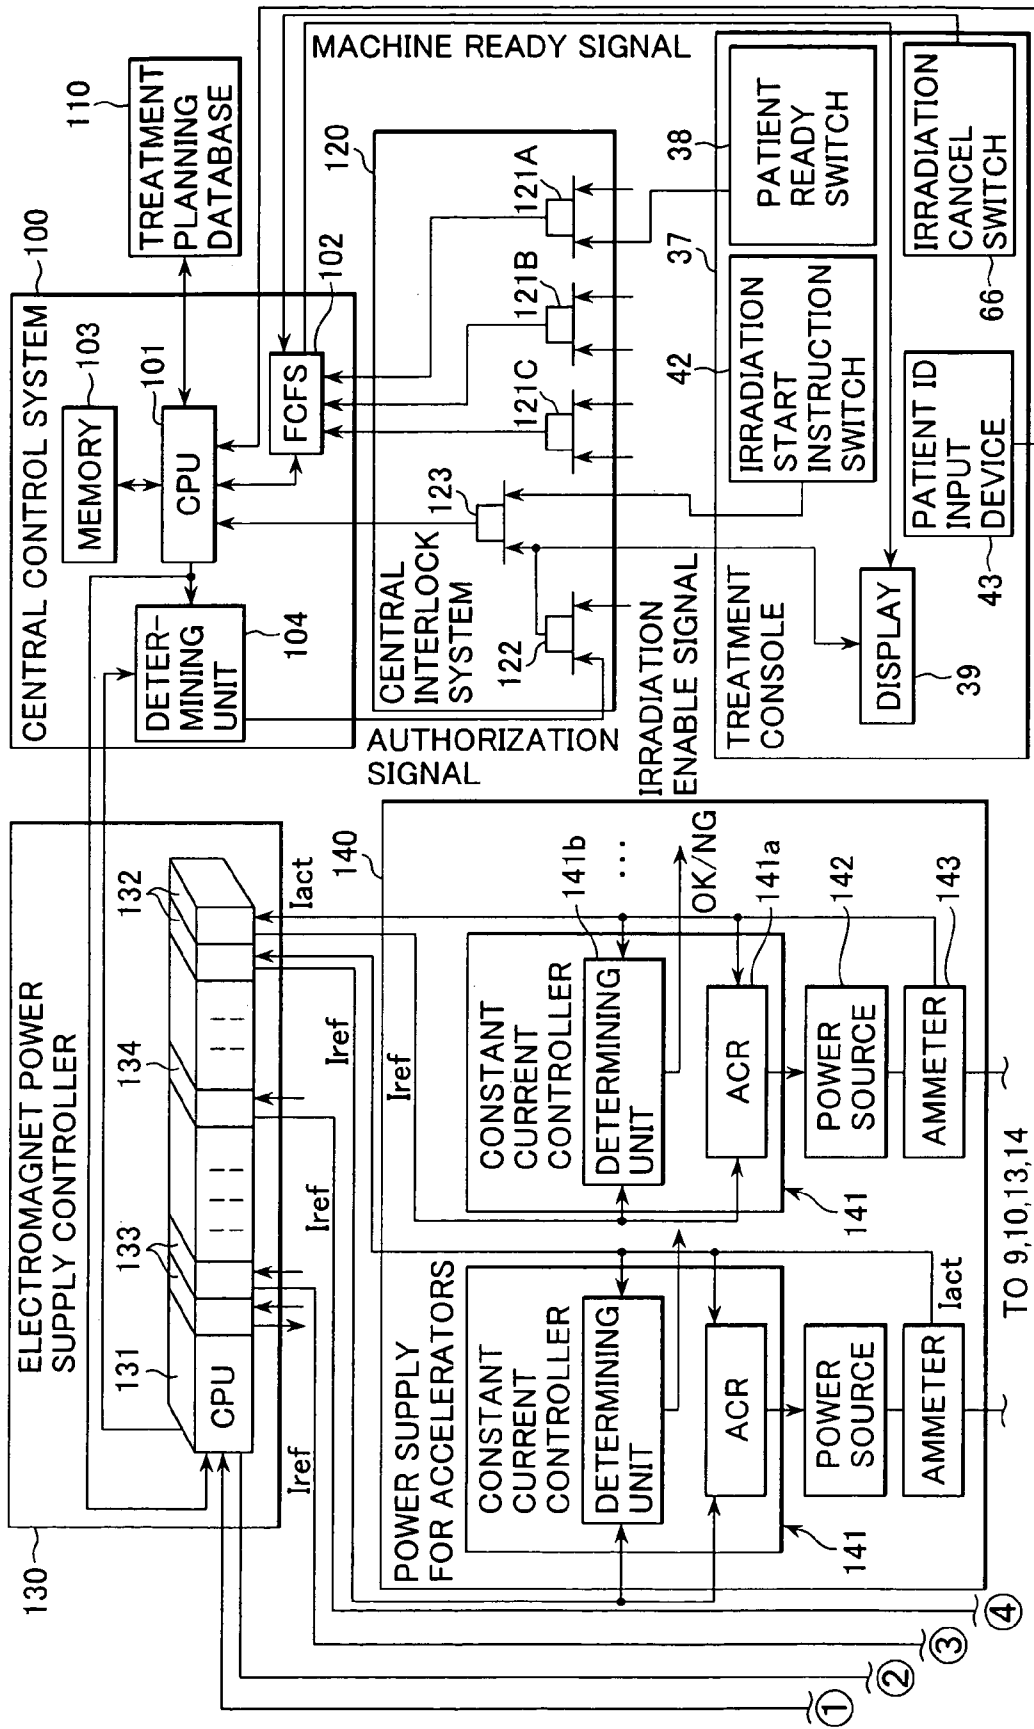 130
ELECTROMAGNET POWER
SUPPLY CONTROLLER
131
CPU
133
134
132
Iref
Iref
Iref
Iref
Iact
CENTRAL CONTROL SYSTEM
100
MEMORY
103
CPU
101
DETER-
MINING
UNIT
104
FCFS
102
TREATMENT
PLANNING
DATABASE
110
AUTHORIZATION
SIGNAL
MACHINE READY SIGNAL
CENTRAL
INTERLOCK
SYSTEM
120
122
123
121C
121B
121A
IRRADIATION
ENABLE SIGNAL
POWER SUPPLY
FOR ACCELERATORS
140
CONSTANT
CURRENT
CONTROLLER
DETERMINING
UNIT
ACR
141
POWER
SOURCE
AMMETER
Iact
CONSTANT
CURRENT
CONTROLLER
DETERMINING
UNIT
141b
...
OK/NG
ACR
141a
141
POWER
SOURCE
142
AMMETER
143
TO 9,10,13,14
TREATMENT
CONSOLE
37
DISPLAY
39
IRRADIATION
START
INSTRUCTION
SWITCH
42
PATIENT
READY
SWITCH
38
PATIENT ID
INPUT
DEVICE
43
IRRADIATION
CANCEL
SWITCH
66
①
②
③
④